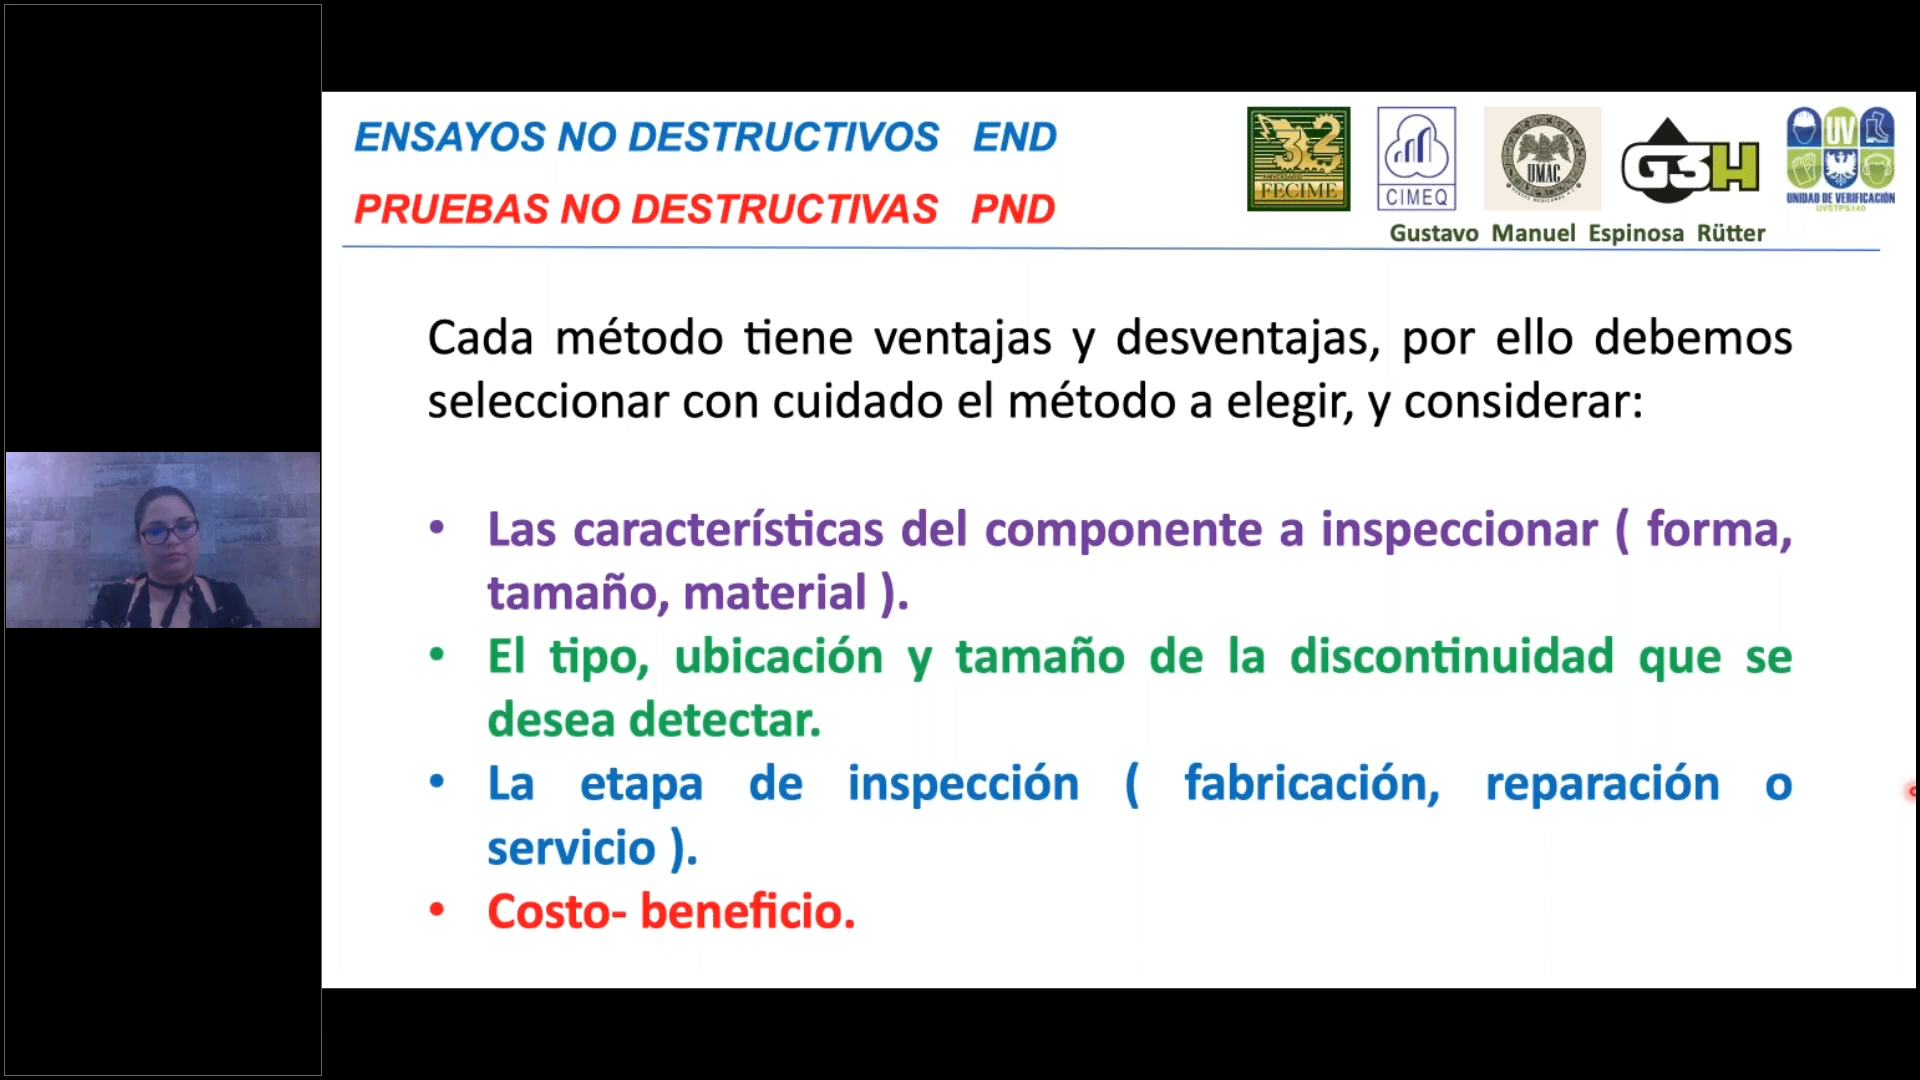 ENSAYOS NO DESTRUCTIVOS END
PRUEBAS NO DESTRUCTIVAS PND
32
FECIME
CIMEQ
UMAC
G3H
UV
UNIDAD DE VERIFICACIÓN
UVSTPS140
Gustavo Manuel Espinosa Rütter
Cada método tiene ventajas y desventajas, por ello debemos
seleccionar con cuidado el método a elegir, y considerar:
• Las características del componente a inspeccionar ( forma,
tamaño, material ).
• El tipo, ubicación y tamaño de la discontinuidad que se
desea detectar.
• La etapa de inspección ( fabricación, reparación o
servicio ).
• Costo- beneficio.